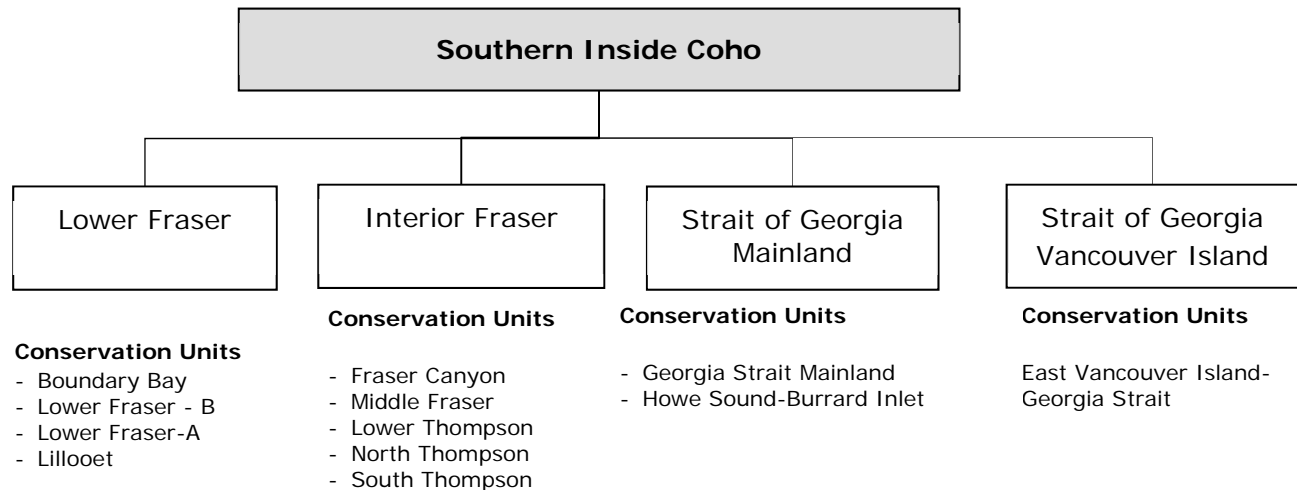 Southern Inside Coho
Lower Fraser
Interior Fraser
Strait of Georgia
Mainland
Strait of Georgia
Vancouver Island
Conservation Units
- Boundary Bay
- Lower Fraser - B
- Lower Fraser-A
- Lillooet
Conservation Units
- Fraser Canyon
- Middle Fraser
- Lower Thompson
- North Thompson
- South Thompson
Conservation Units
- Georgia Strait Mainland
- Howe Sound-Burrard Inlet
Conservation Units
East Vancouver Island-
Georgia Strait